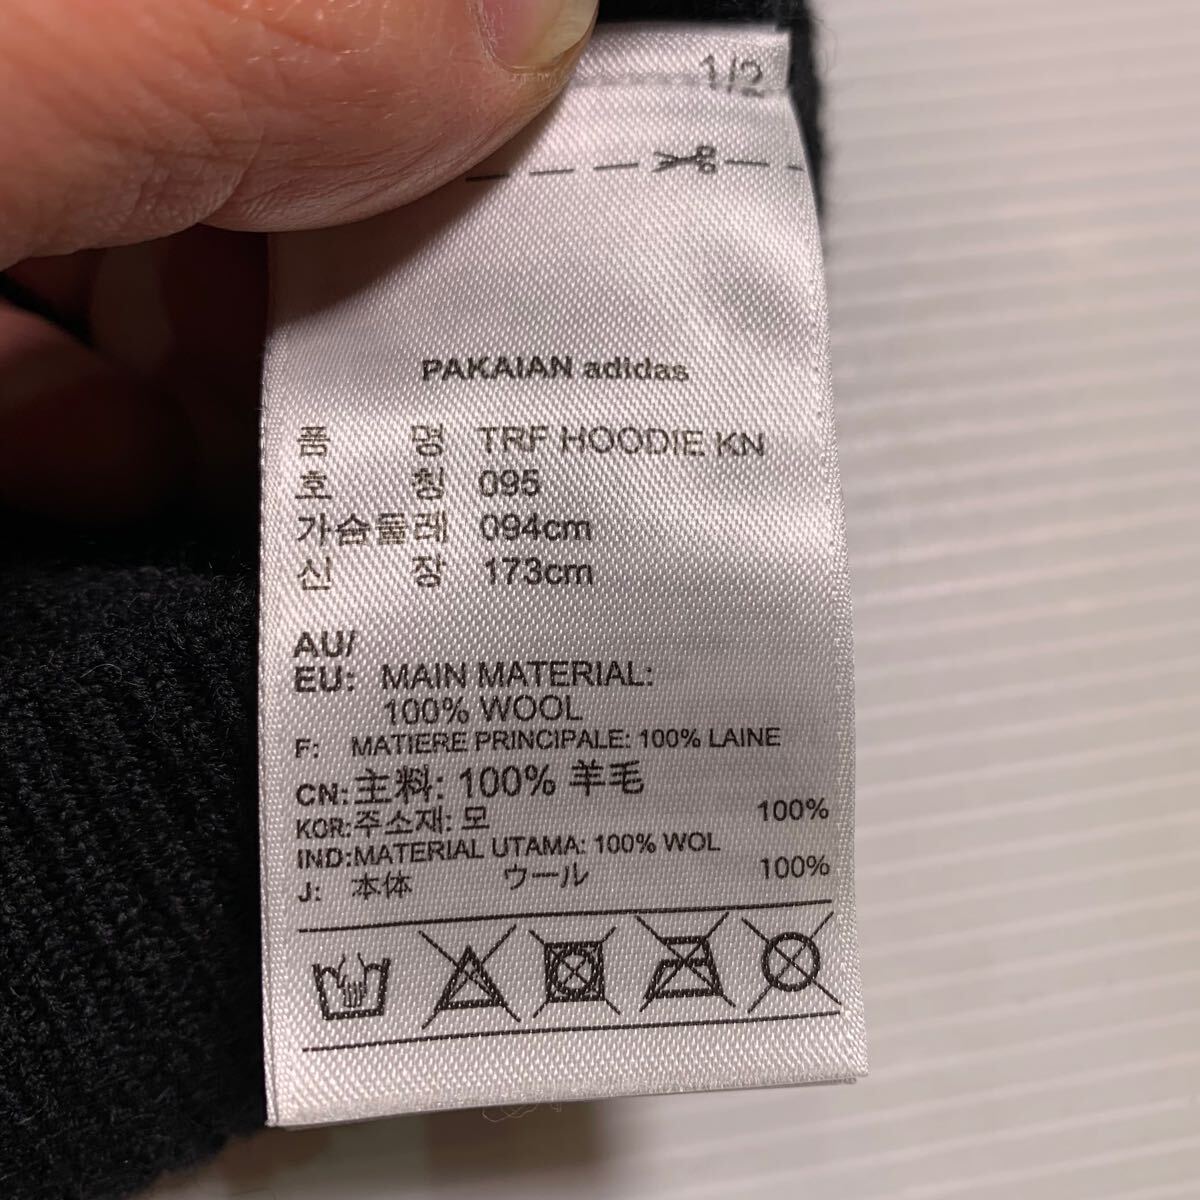 1/2
PAKAIAN adidas
품 명 TRF HOODIE KN
호 칭 095
가슴둘레 094cm
신 장 173cm
AU/
EU: MAIN MATERIAL:
100% WOOL
F: MATIERE PRINCIPALE: 100% LAINE
CN: 主料: 100% 羊毛
KOR: 주소재: 모 100%
IND: MATERIAL UTAMA: 100% WOL
J: 本体 ウール 100%